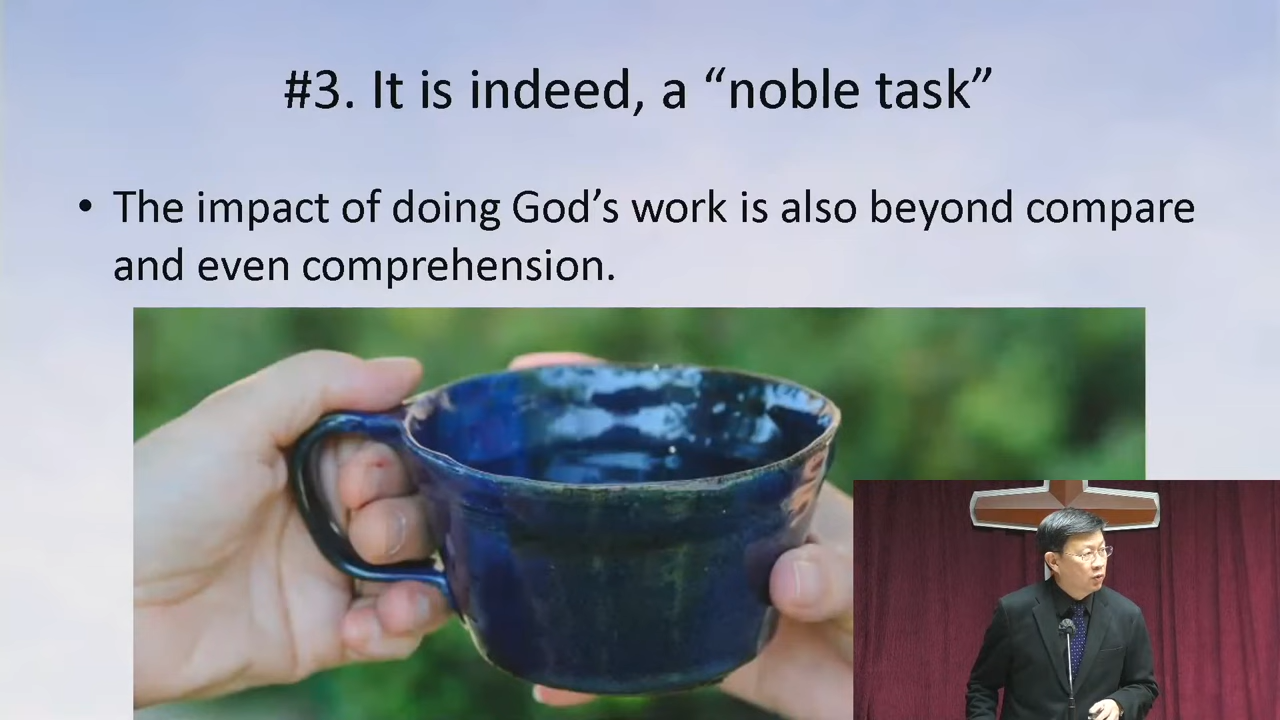 #3. It is indeed, a “noble task”
• The impact of doing God’s work is also beyond compare
and even comprehension.